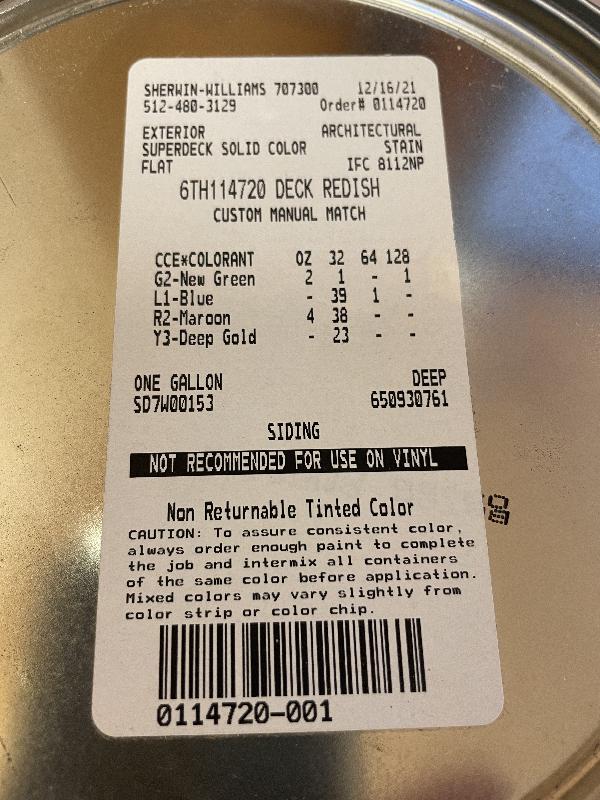 SHERWIN-WILLIAMS 707300 12/16/21
512-480-3129 Order# 0114720
EXTERIOR ARCHITECTURAL
SUPERDECK SOLID COLOR STAIN
FLAT IFC 8112NP
6TH114720 DECK REDISH
CUSTOM MANUAL MATCH
CCE*COLORANT OZ 32 64 128
G2-New Green 2 1 - 1
L1-Blue - 39 1 -
R2-Maroon 4 38 - -
Y3-Deep Gold - 23 - -
ONE GALLON DEEP
SD7W00153 650930761
SIDING
NOT RECOMMENDED FOR USE ON VINYL
Non Returnable Tinted Color
CAUTION: To assure consistent color,
always order enough paint to complete
the job and intermix all containers
of the same color before application.
Mixed colors may vary slightly from
color strip or color chip.
0114720-001